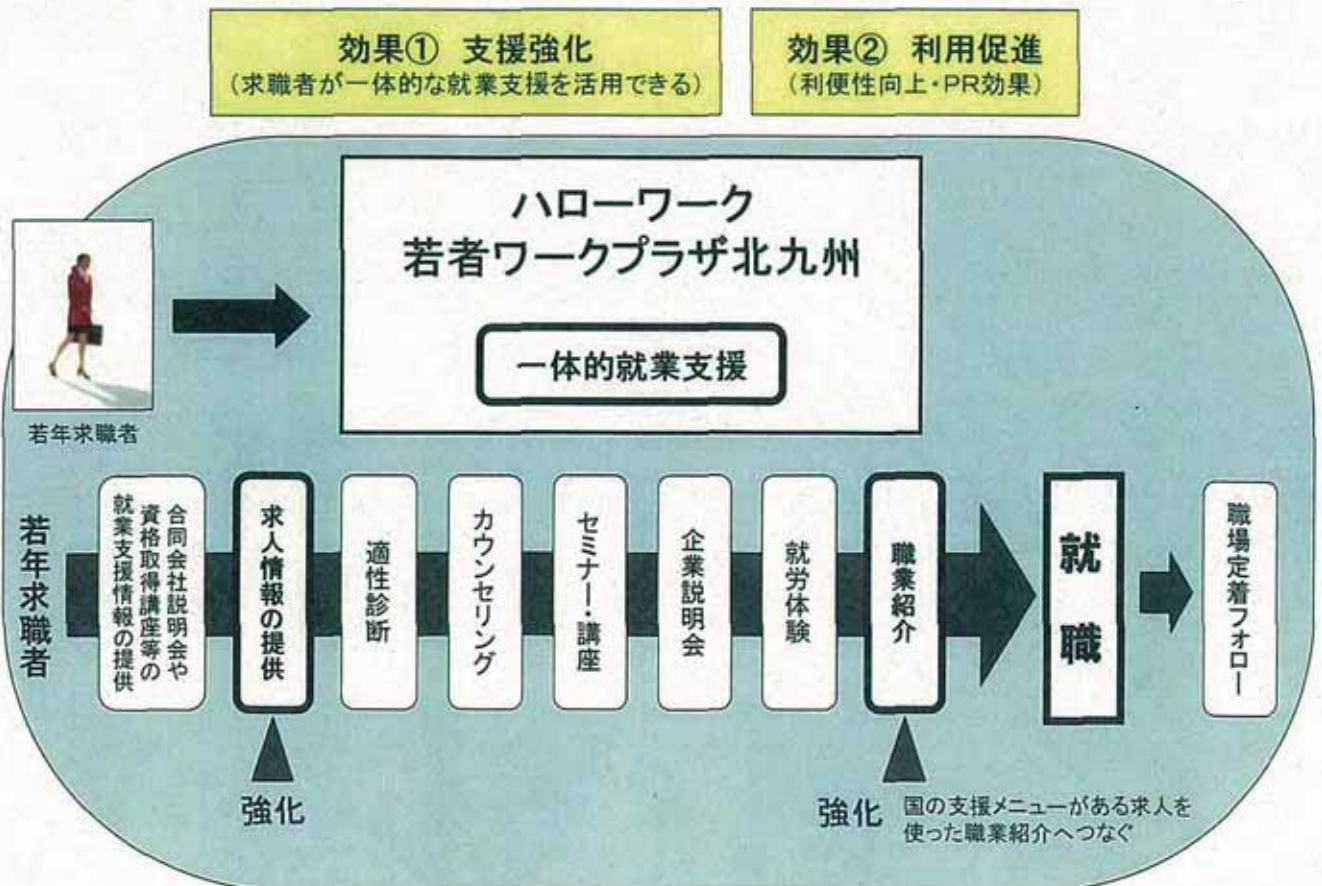 効果① 支援強化
(求職者が一体的な就業支援を活用できる)
効果② 利用促進
(利便性向上・PR効果)
ハローワーク
若者ワークプラザ北九州
一体的就業支援
若年求職者
若年求職者
合同会社説明会や
資格取得講座等の
就業支援情報の提供
求人情報の提供
適性診断
カウンセリング
セミナー・講座
企業説明会
就労体験
職業紹介
就職
職場定着フォロー
強化
強化
国の支援メニューがある求人を
使った職業紹介へつなぐ